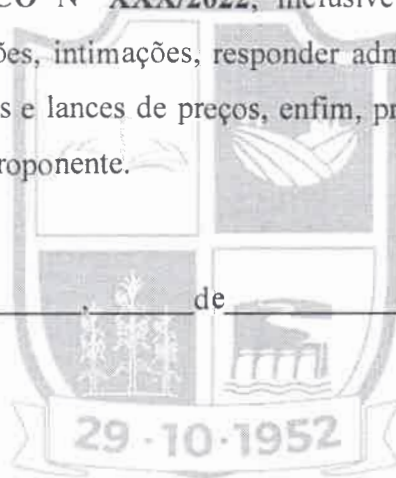 CO Nº XXX/2022, inclusive
ões, intimações, responder adm
s e lances de preços, enfim, pr
roponente.
, de
29 - 10 - 1952